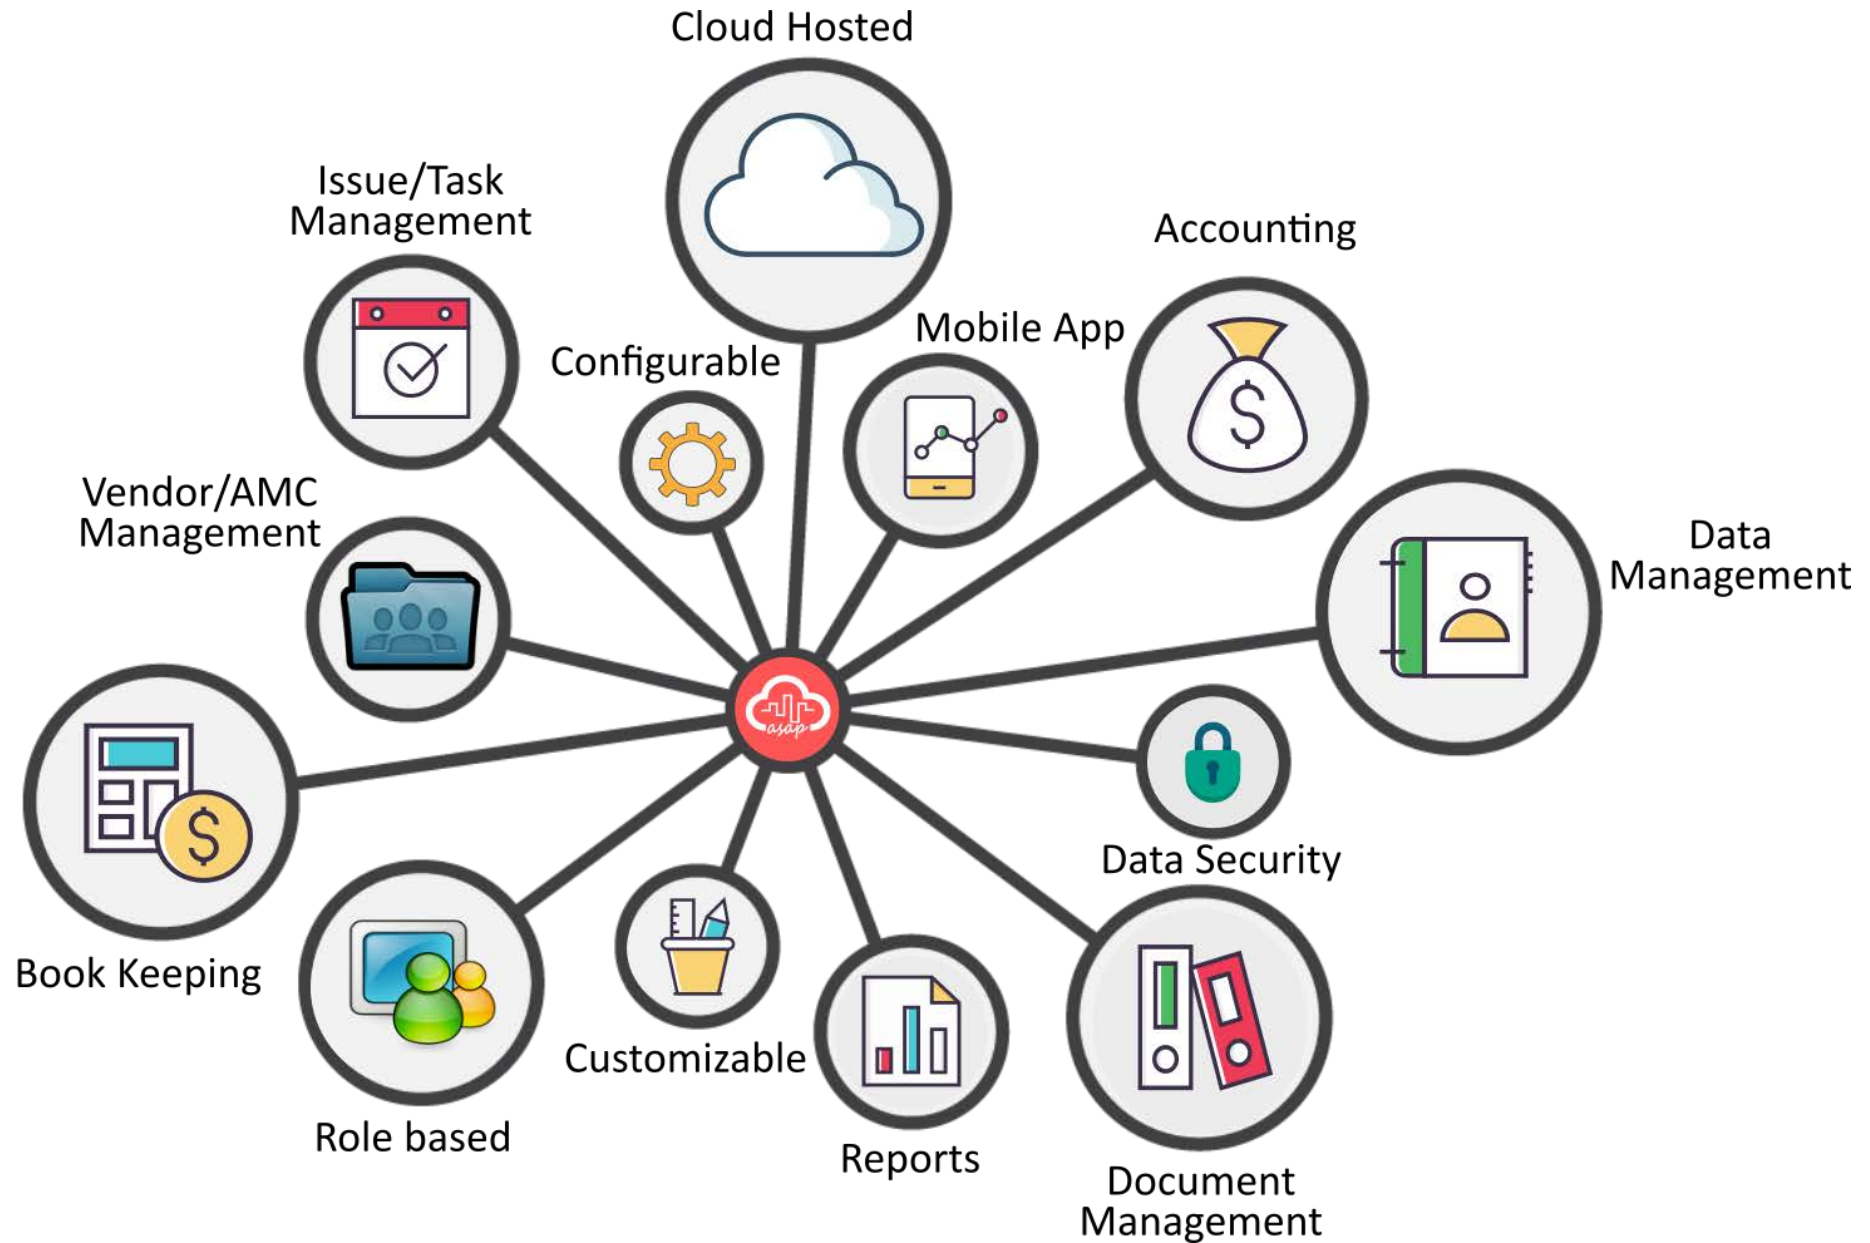 Cloud Hosted
Issue/Task
Management
Accounting
Mobile App
Configurable
Vendor/AMC
Management
$
Data
Management
asap
Data Security
$
Book Keeping
Customizable
Role based
Reports
Document
Management